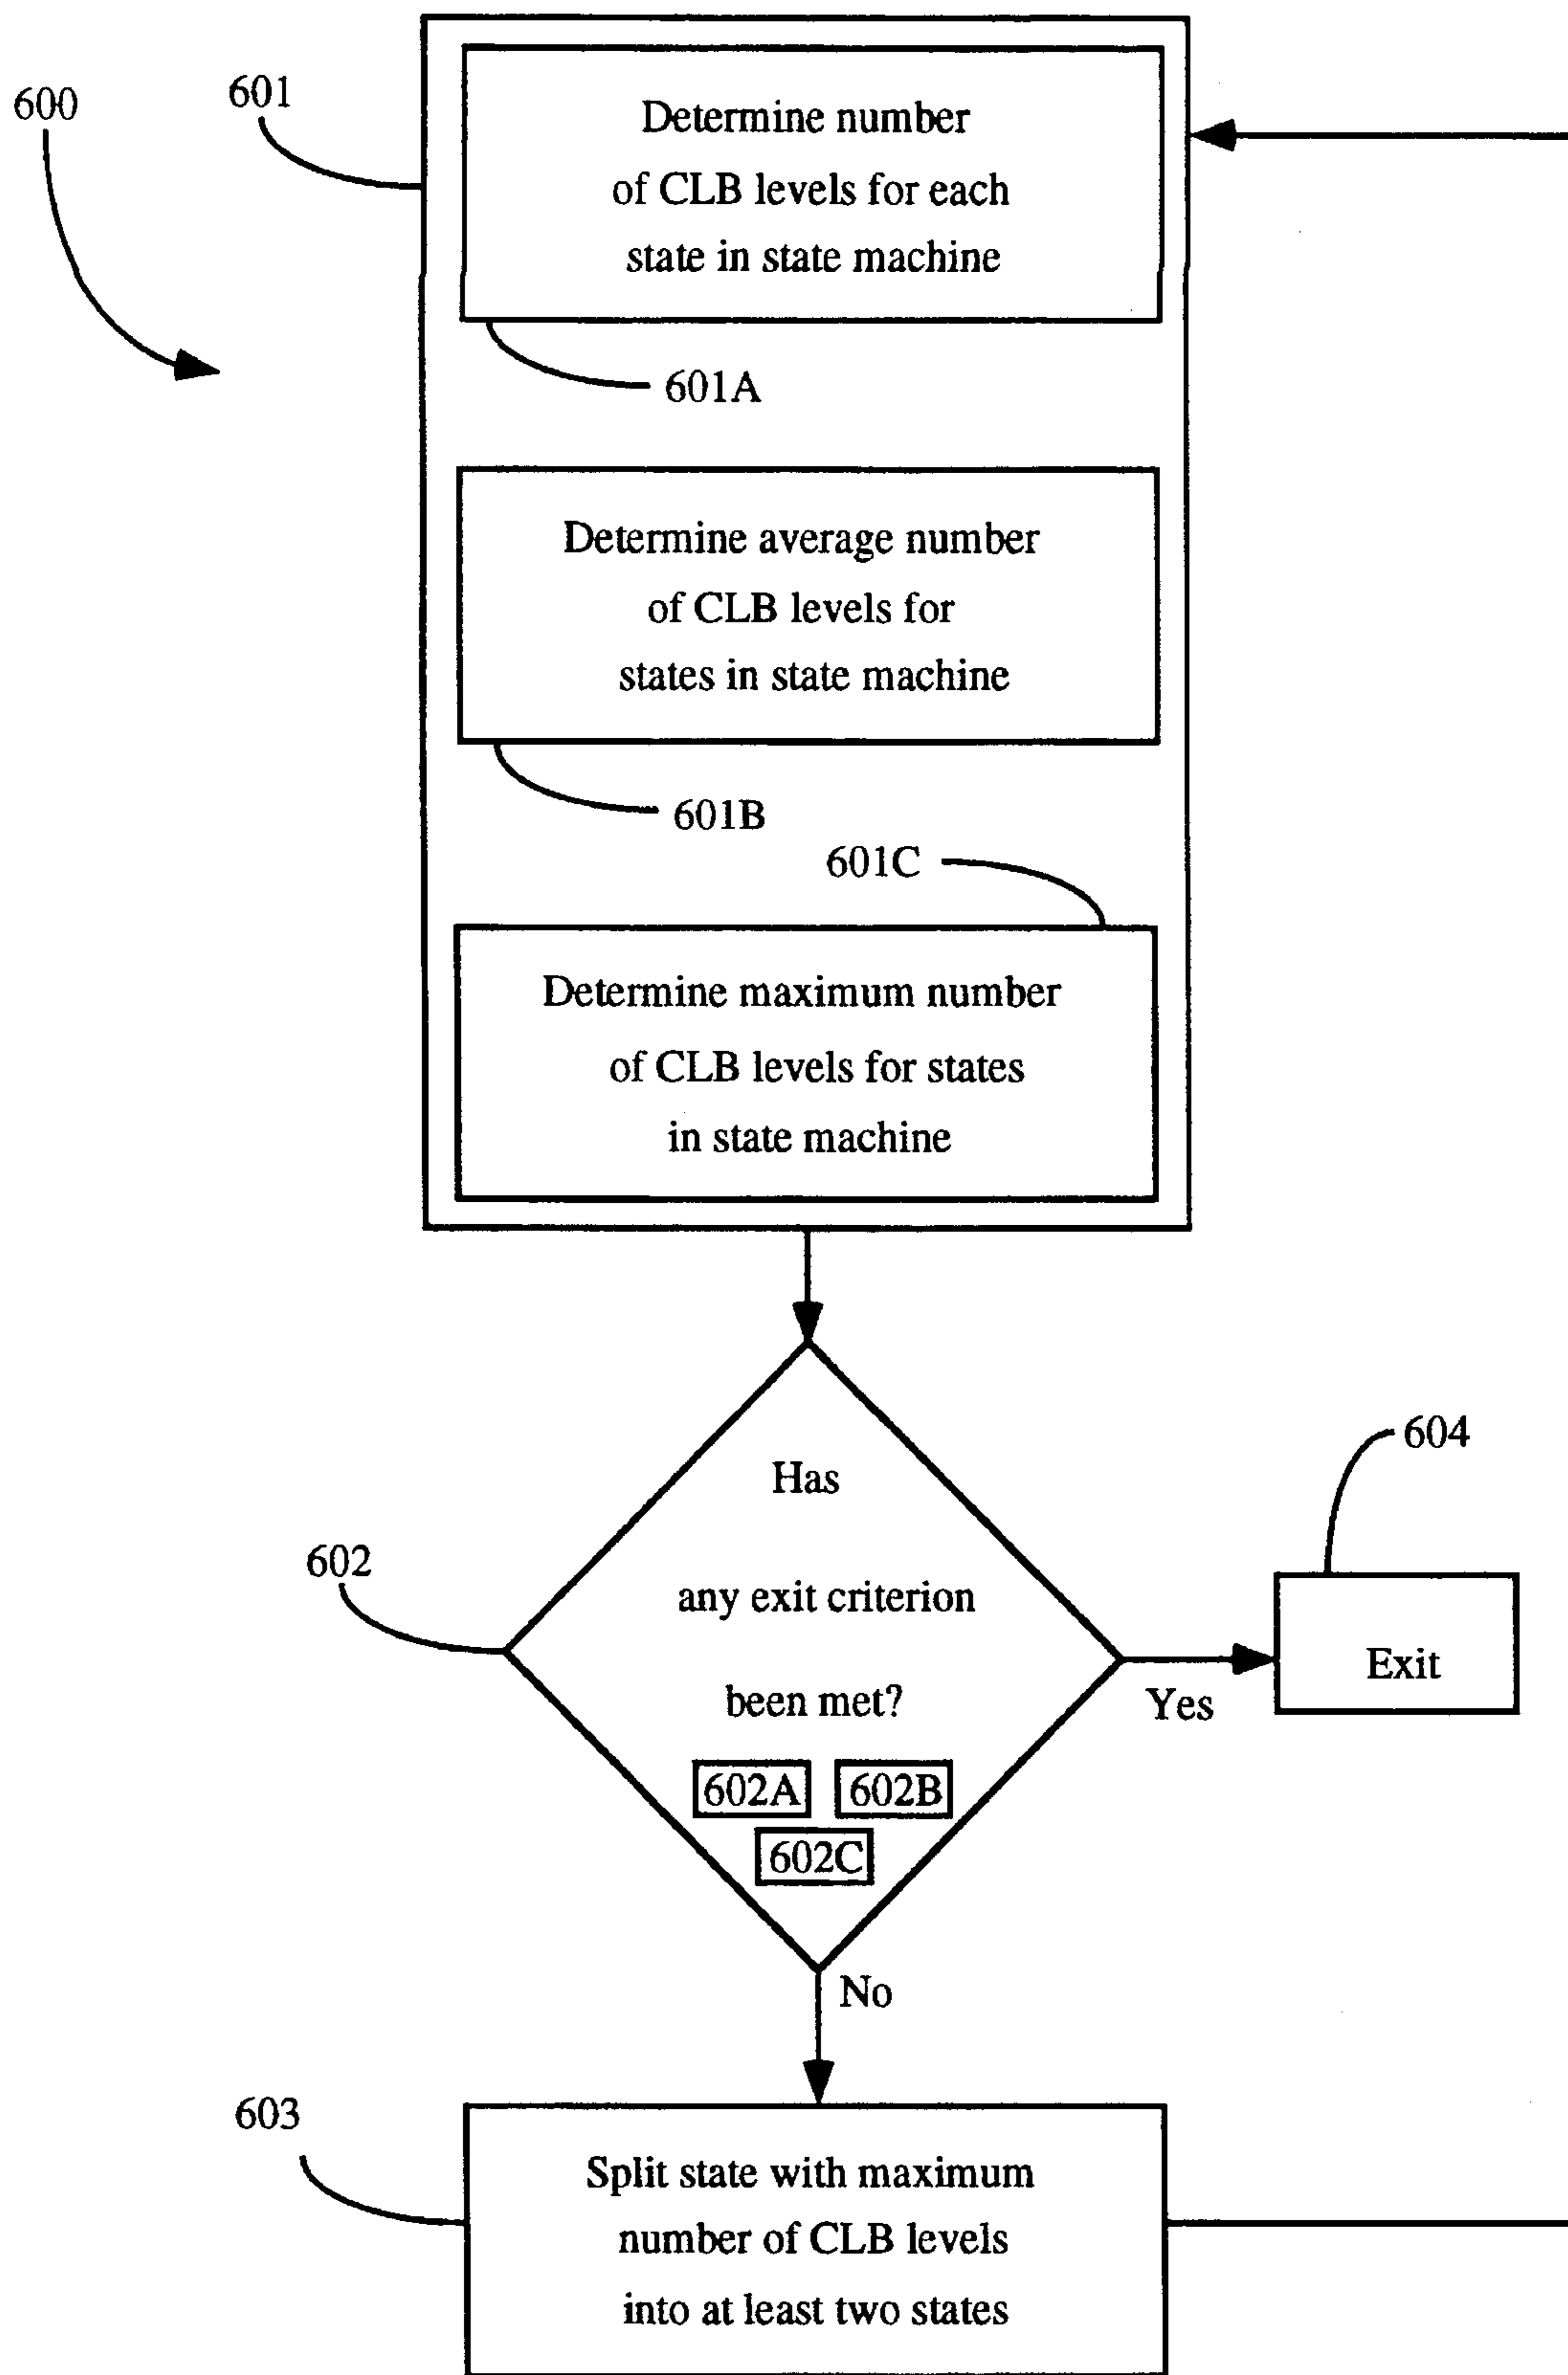 600
601
Determine number
of CLB levels for each
state in state machine
601A
Determine average number
of CLB levels for
states in state machine
601B
601C
Determine maximum number
of CLB levels for states
in state machine
602
Has
any exit criterion
been met?
602A 602B
602C
Yes
604
Exit
No
603
Split state with maximum
number of CLB levels
into at least two states